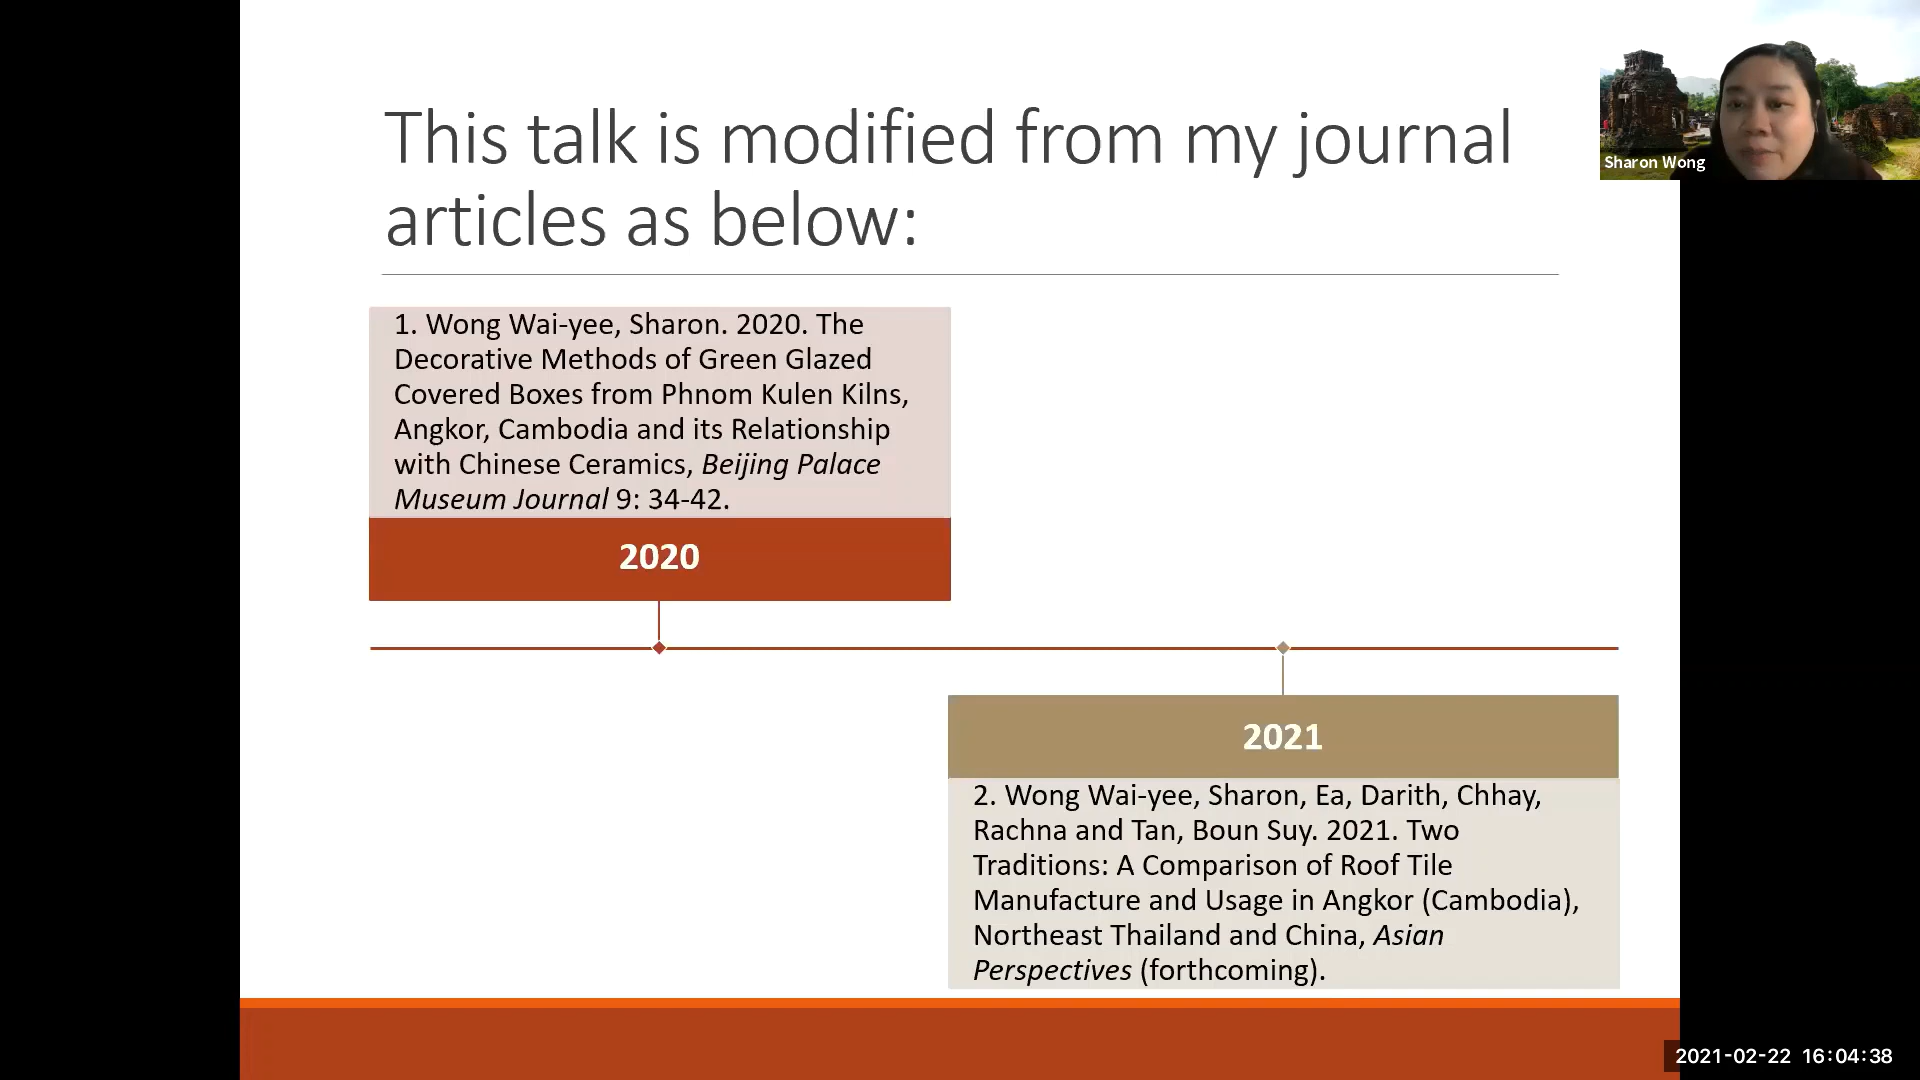 This talk is modified from my journal
articles as below:
Sharon Wong
1. Wong Wai-yee, Sharon. 2020. The
Decorative Methods of Green Glazed
Covered Boxes from Phnom Kulen Kilns,
Angkor, Cambodia and its Relationship
with Chinese Ceramics, Beijing Palace
Museum Journal 9: 34-42.
2020
2021
2. Wong Wai-yee, Sharon, Ea, Darith, Chhay,
Rachna and Tan, Boun Suy. 2021. Two
Traditions: A Comparison of Roof Tile
Manufacture and Usage in Angkor (Cambodia),
Northeast Thailand and China, Asian
Perspectives (forthcoming).
2021-02-22 16:04:38